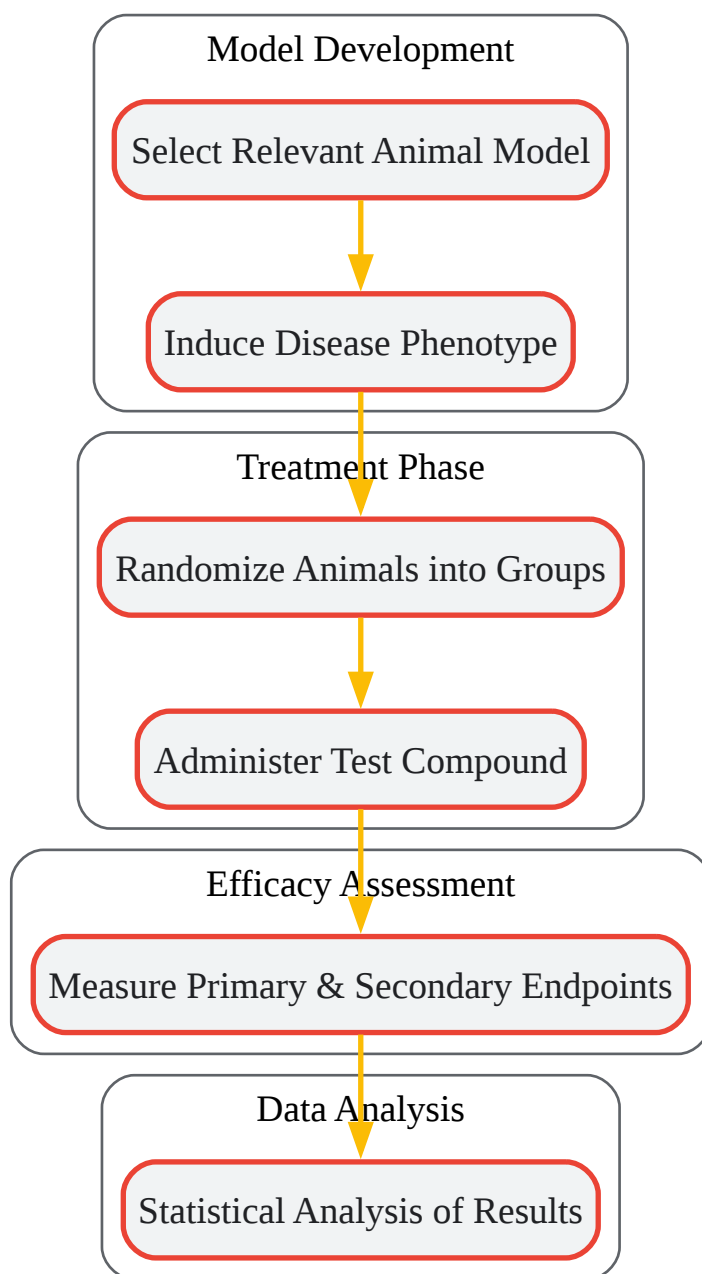 Model Development
Select Relevant Animal Model
Induce Disease Phenotype
Treatment Phase
Randomize Animals into Groups
Administer Test Compound
Efficacy Assessment
Measure Primary & Secondary Endpoints
Data Analysis
Statistical Analysis of Results